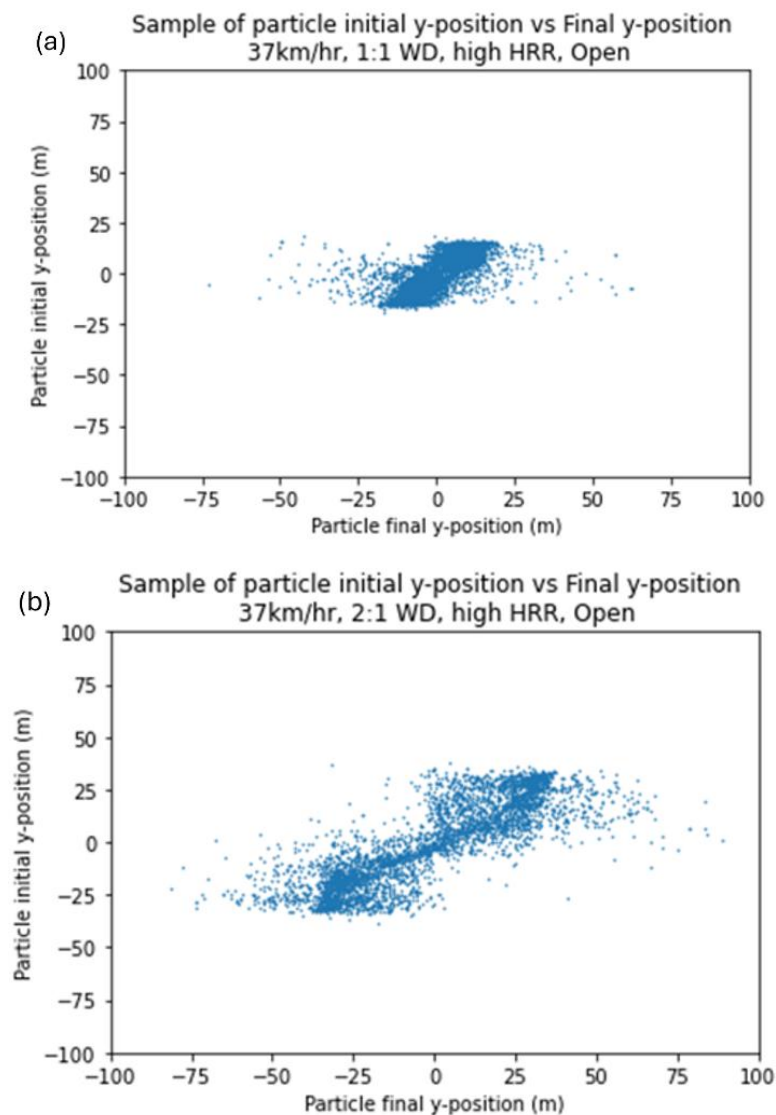 (a)
Sample of particle initial y-position vs Final y-position
37km/hr, 1:1 WD, high HRR, Open
100
75
50
25
0
−25
−50
−75
−100
Particle initial y-position (m)
−100 −75 −50 −25 0 25 50 75 100
Particle final y-position (m)
(b)
Sample of particle initial y-position vs Final y-position
37km/hr, 2:1 WD, high HRR, Open
100
75
50
25
0
−25
−50
−75
−100
Particle initial y-position (m)
−100 −75 −50 −25 0 25 50 75 100
Particle final y-position (m)